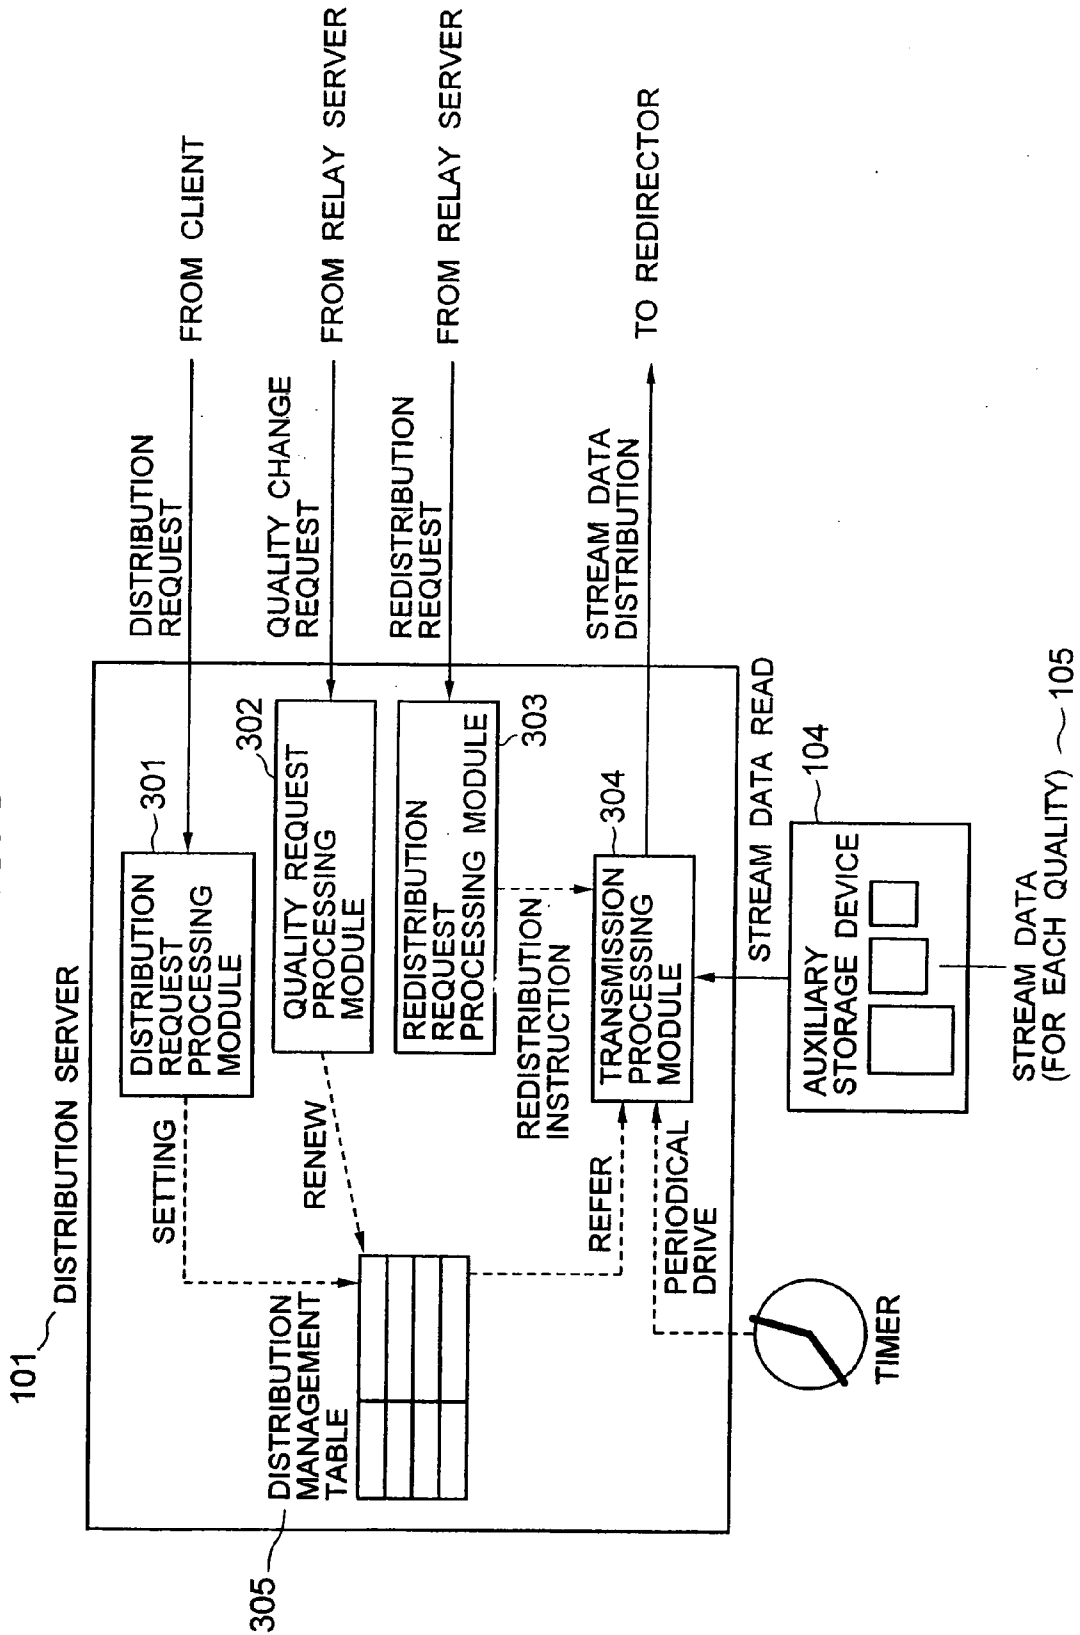 101
DISTRIBUTION SERVER
305
DISTRIBUTION
MANAGEMENT
TABLE
SETTING
301
DISTRIBUTION
REQUEST
PROCESSING
MODULE
DISTRIBUTION
REQUEST
FROM CLIENT
RENEW
302
QUALITY REQUEST
PROCESSING
MODULE
QUALITY CHANGE
REQUEST
FROM RELAY SERVER
REDISTRIBUTION
REQUEST
PROCESSING MODULE
303
REDISTRIBUTION
REQUEST
FROM RELAY SERVER
REDISTRIBUTION
INSTRUCTION
REFER
PERIODICAL
DRIVE
TRANSMISSION
PROCESSING
MODULE
304
STREAM DATA
DISTRIBUTION
TO REDIRECTOR
STREAM DATA READ
TIMER
AUXILIARY
STORAGE DEVICE
104
STREAM DATA
(FOR EACH QUALITY)
105